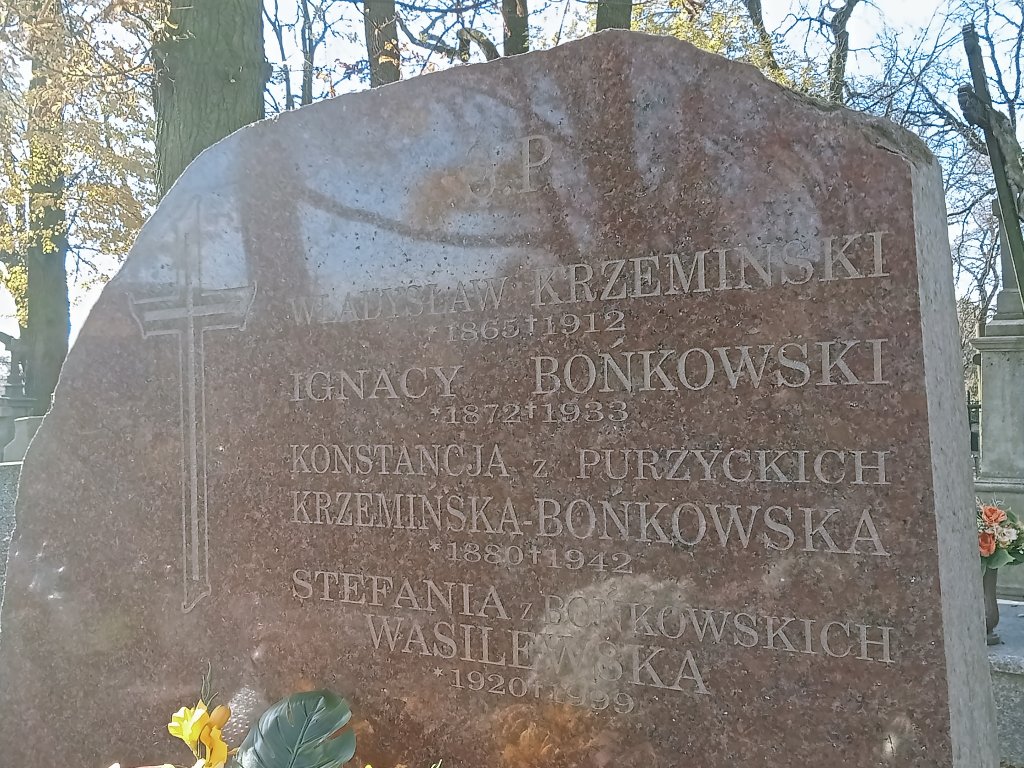 Ś.P
WŁADYSŁAW KRZEMIŃSKI
*1865†1912
IGNACY BOŃKOWSKI
*1872†1933
KONSTANCJA z PURZYCKICH
KRZEMIŃSKA-BOŃKOWSKA
*1880†1942
STEFANIA z BOŃKOWSKICH
WASILEWSKA
*1920†1999